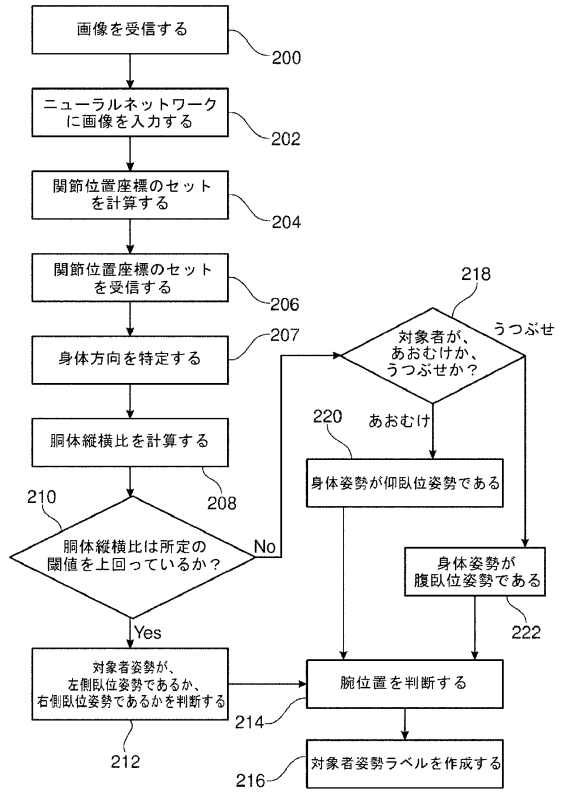 画像を受信する
200
ニューラルネットワーク
に画像を入力する
202
関節位置座標のセット
を計算する
204
関節位置座標のセット
を受信する
206
207
身体方向を特定する
胴体縦横比を計算する
208
210
胴体縦横比は所定の
閾値を上回っているか？
No
Yes
対象者姿勢が、
左側臥位姿勢であるか、
右側臥位姿勢であるかを判断する
212
218
対象者が、
あおむけか、
うつぶせか？
うつぶせ
あおむけ
220
身体姿勢が仰臥位姿勢である
身体姿勢が
腹臥位姿勢である
222
腕位置を判断する
214
対象者姿勢ラベルを作成する
216